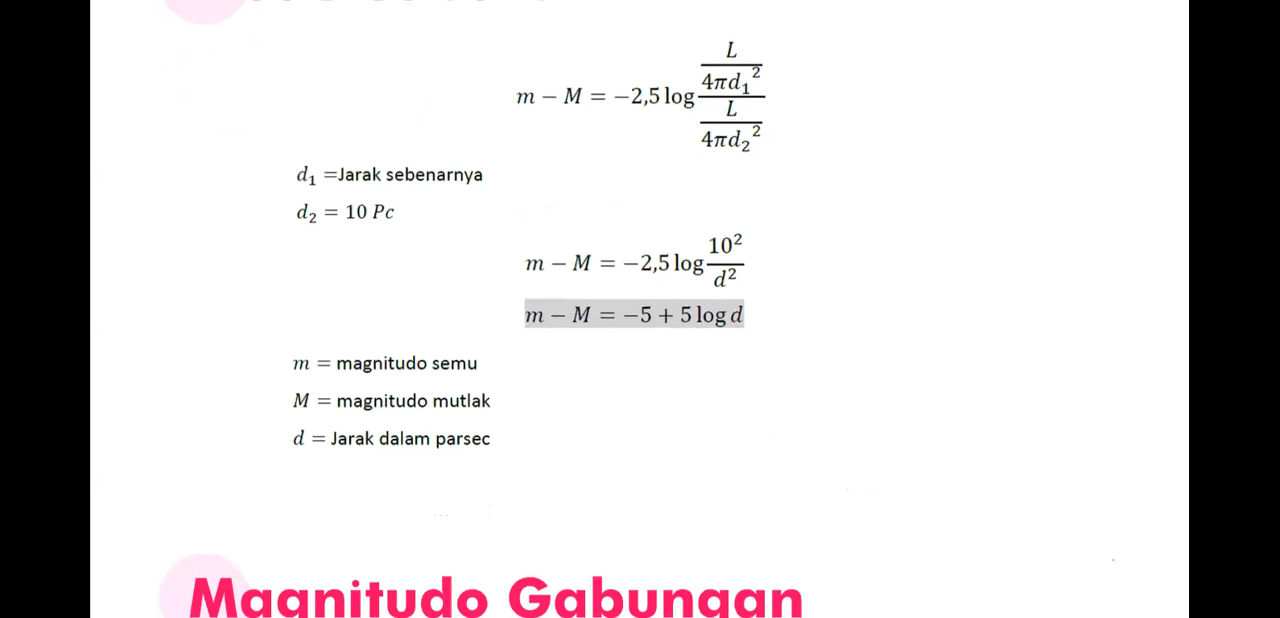 m − M = −2,5 log (L / 4πd₁²) / (L / 4πd₂²)
d₁ =Jarak sebenarnya
d₂ = 10 Pc
m − M = −2,5 log 10² / d²
m − M = −5 + 5 log d
m = magnitudo semu
M = magnitudo mutlak
d = Jarak dalam parsec
Magnitudo Gabungan